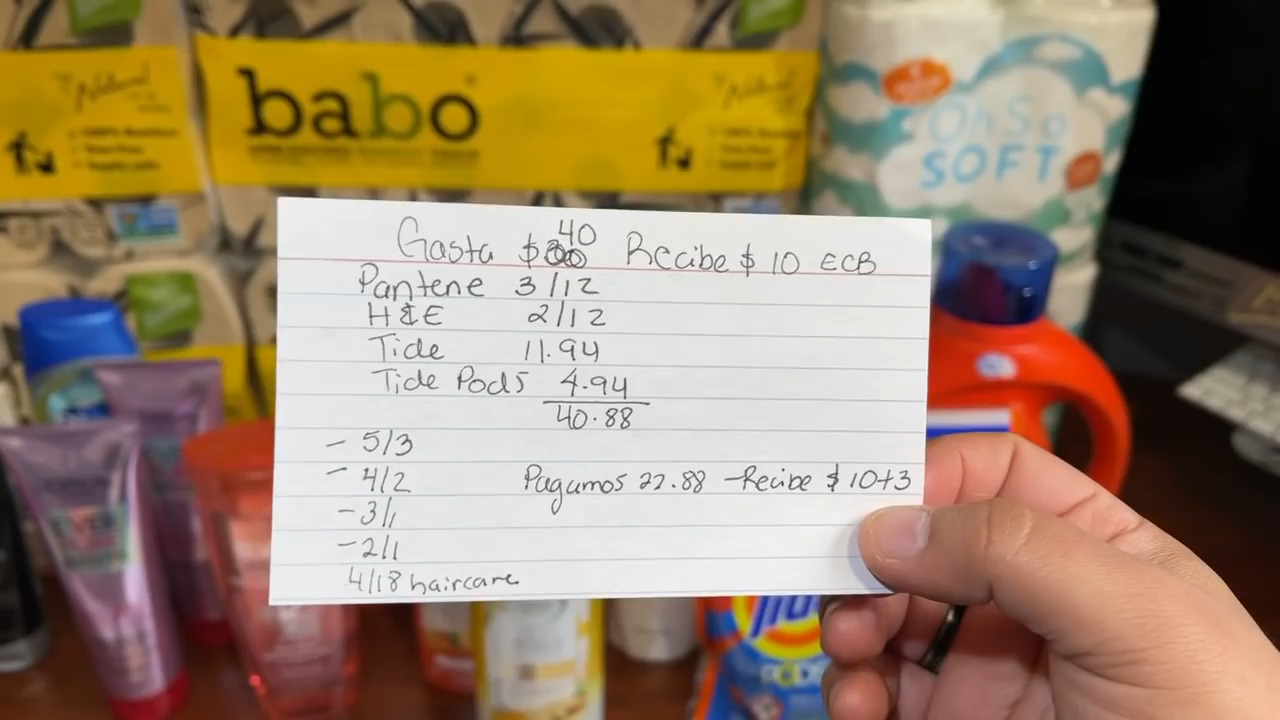 babo
Oh So
SOFT
40
Gasta $ Recibe $ 10 ECB
Pantene 3/12
H&E 2/12
Tide 11.94
Tide Pods 4.94
40.88
- 5/3
- 4/2
Pagamos 22.88 - Recibe $ 10+3
- 3/1
- 2/1
4/18 haircare
Tide
PODS